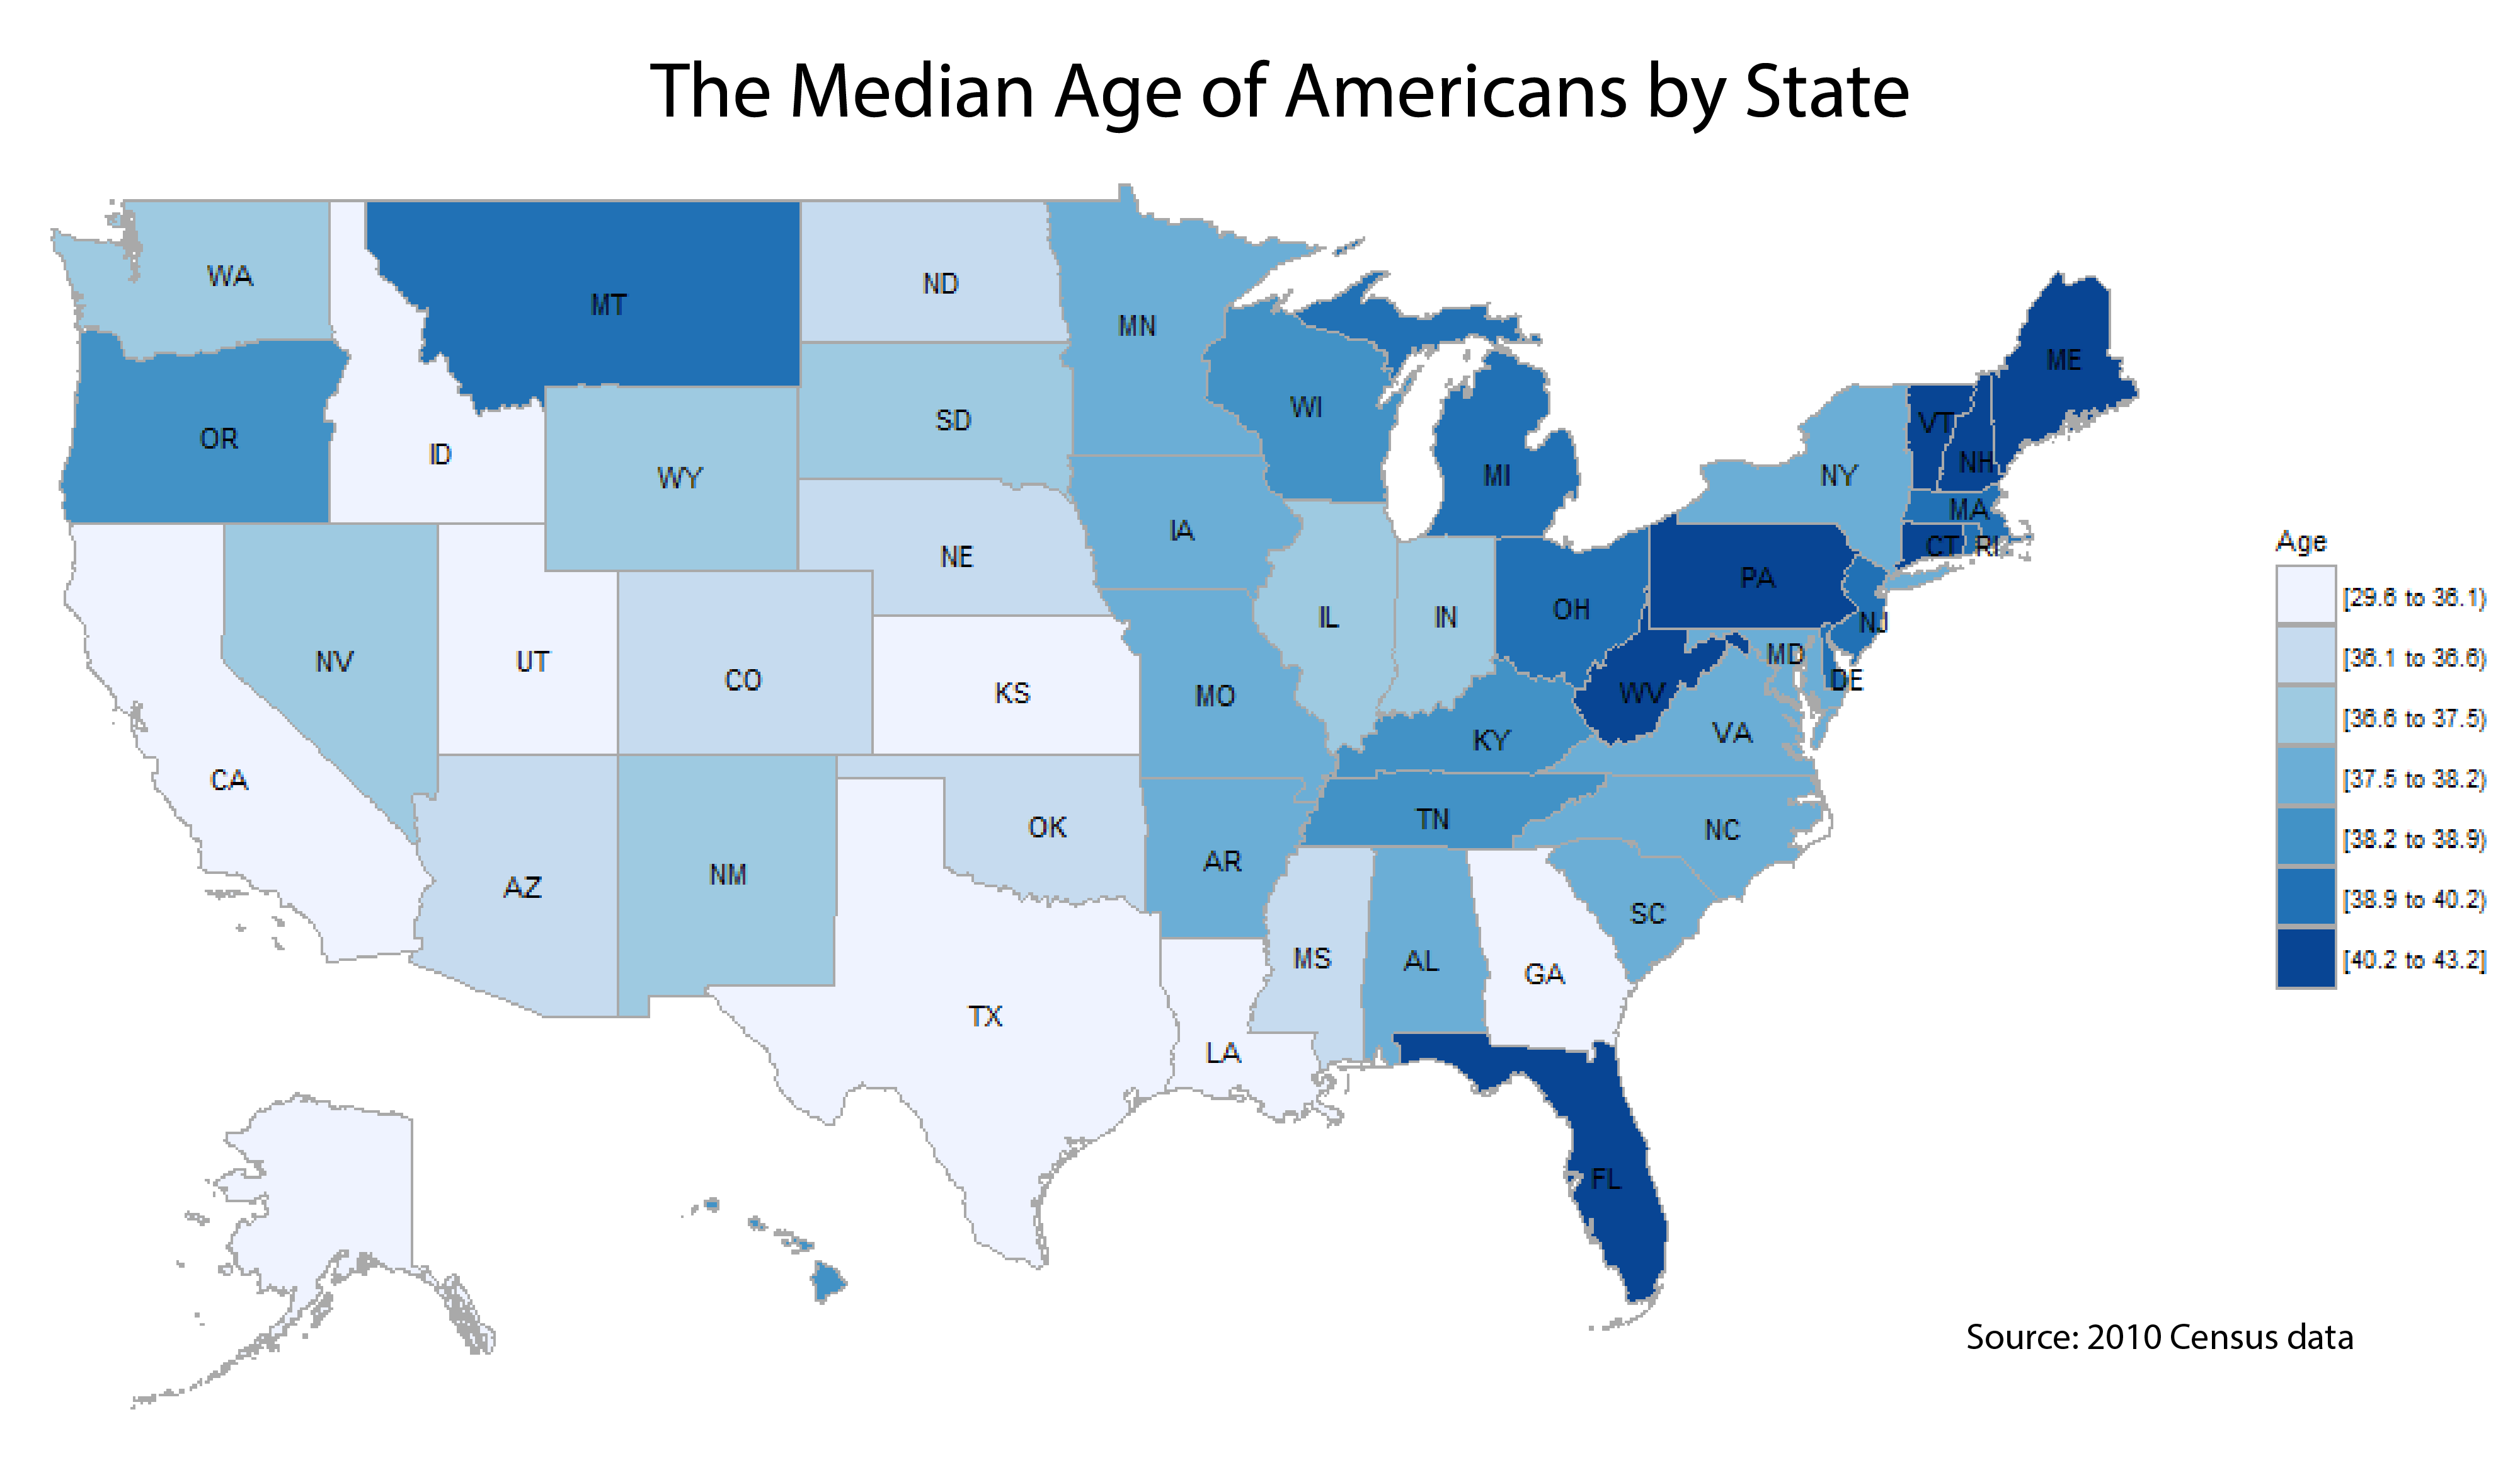 The Median Age of Americans by State
WA
MT
ND
MN
ME
OR
ID
WY
SD
WI
MI
VT
NH
NY
MA
CT
RI
IA
NE
PA
NJ
IL
IN
OH
NV
UT
CO
KS
MO
WV
MD
DE
VA
KY
CA
AZ
NM
OK
AR
TN
NC
SC
MS
AL
GA
TX
LA
FL
Age
[29.6 to 36.1)
[36.1 to 36.6)
[36.6 to 37.5)
[37.5 to 38.2)
[38.2 to 38.9)
[38.9 to 40.2)
[40.2 to 43.2]
Source: 2010 Census data